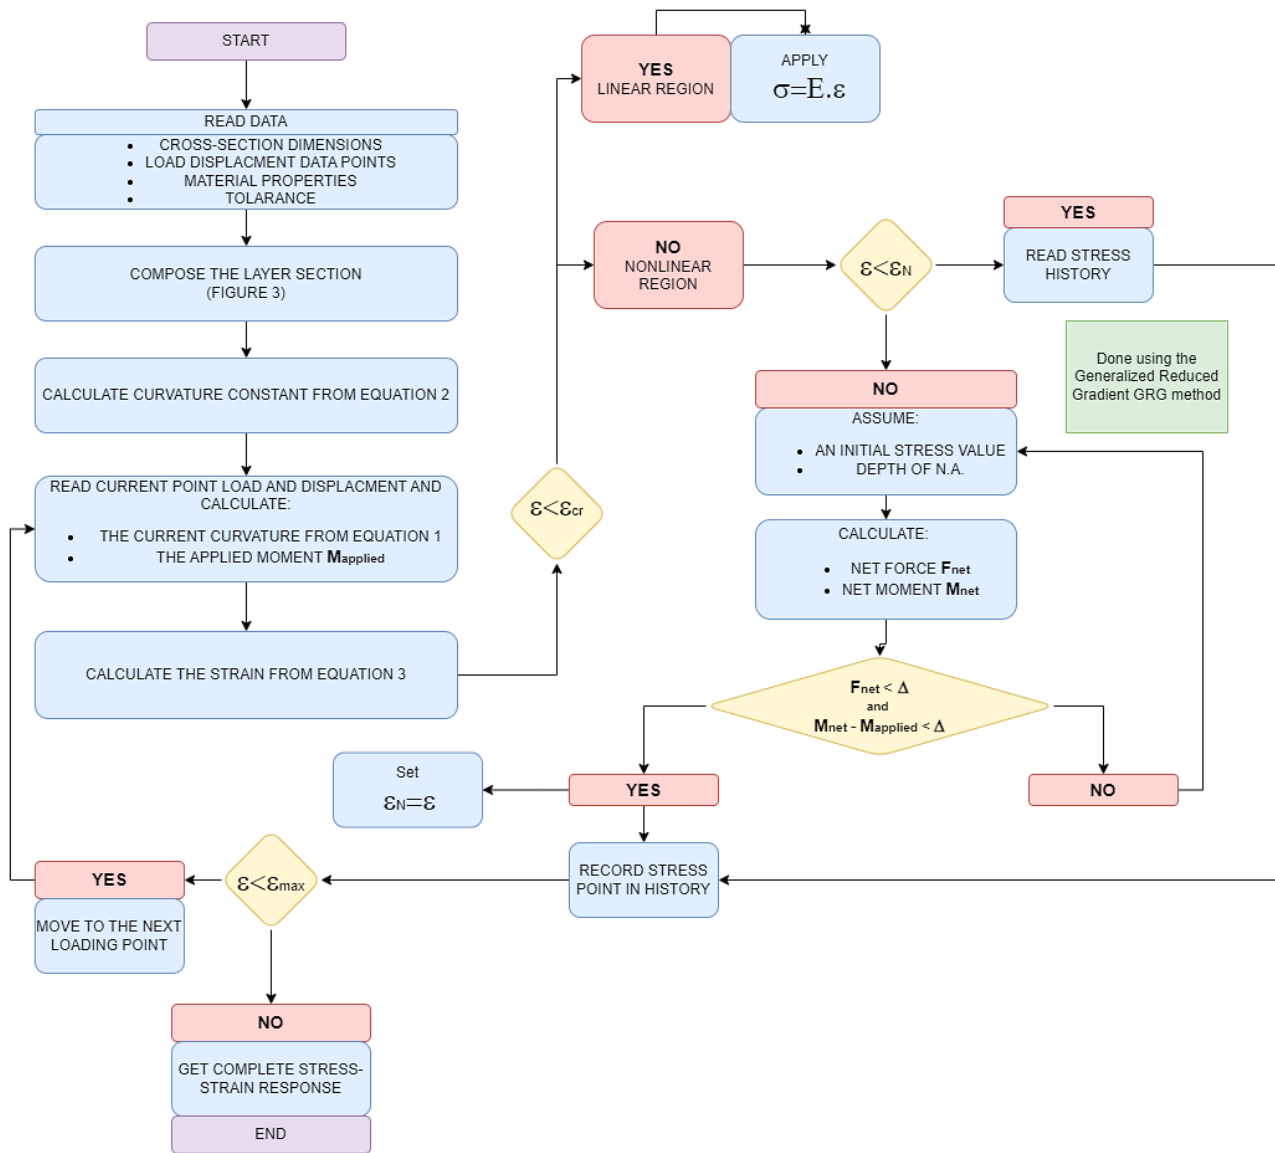 START
READ DATA
• CROSS-SECTION DIMENSIONS
• LOAD DISPLACMENT DATA POINTS
• MATERIAL PROPERTIES
• TOLARANCE
COMPOSE THE LAYER SECTION
(FIGURE 3)
CALCULATE CURVATURE CONSTANT FROM EQUATION 2
READ CURRENT POINT LOAD AND DISPLACMENT AND
CALCULATE:
• THE CURRENT CURVATURE FROM EQUATION 1
• THE APPLIED MOMENT Mapplied
CALCULATE THE STRAIN FROM EQUATION 3
ε<εcr
YES
LINEAR REGION
APPLY
σ=E.ε
NO
NONLINEAR
REGION
ε<εN
YES
READ STRESS
HISTORY
Done using the
Generalized Reduced
Gradient GRG method
NO
ASSUME:
• AN INITIAL STRESS VALUE
• DEPTH OF N.A.
CALCULATE:
• NET FORCE Fnet
• NET MOMENT Mnet
Fnet < Δ
and
Mnet - Mapplied < Δ
NO
YES
Set
εN=ε
RECORD STRESS
POINT IN HISTORY
ε<εmax
YES
MOVE TO THE NEXT
LOADING POINT
NO
GET COMPLETE STRESS-
STRAIN RESPONSE
END